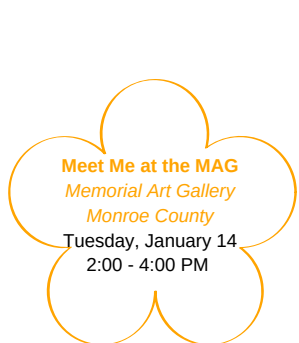 Meet Me at the MAG
Memorial Art Gallery
Monroe County
Tuesday, January 14
2:00 - 4:00 PM